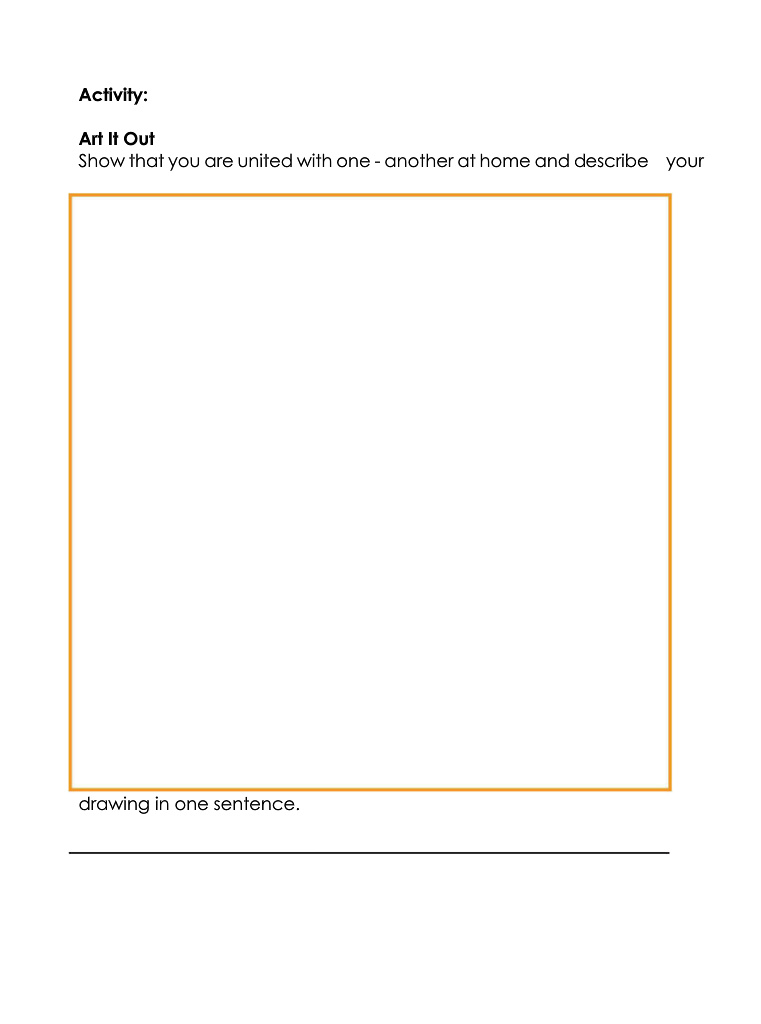 Activity:
Art It Out
Show that you are united with one - another at home and describe your
drawing in one sentence.